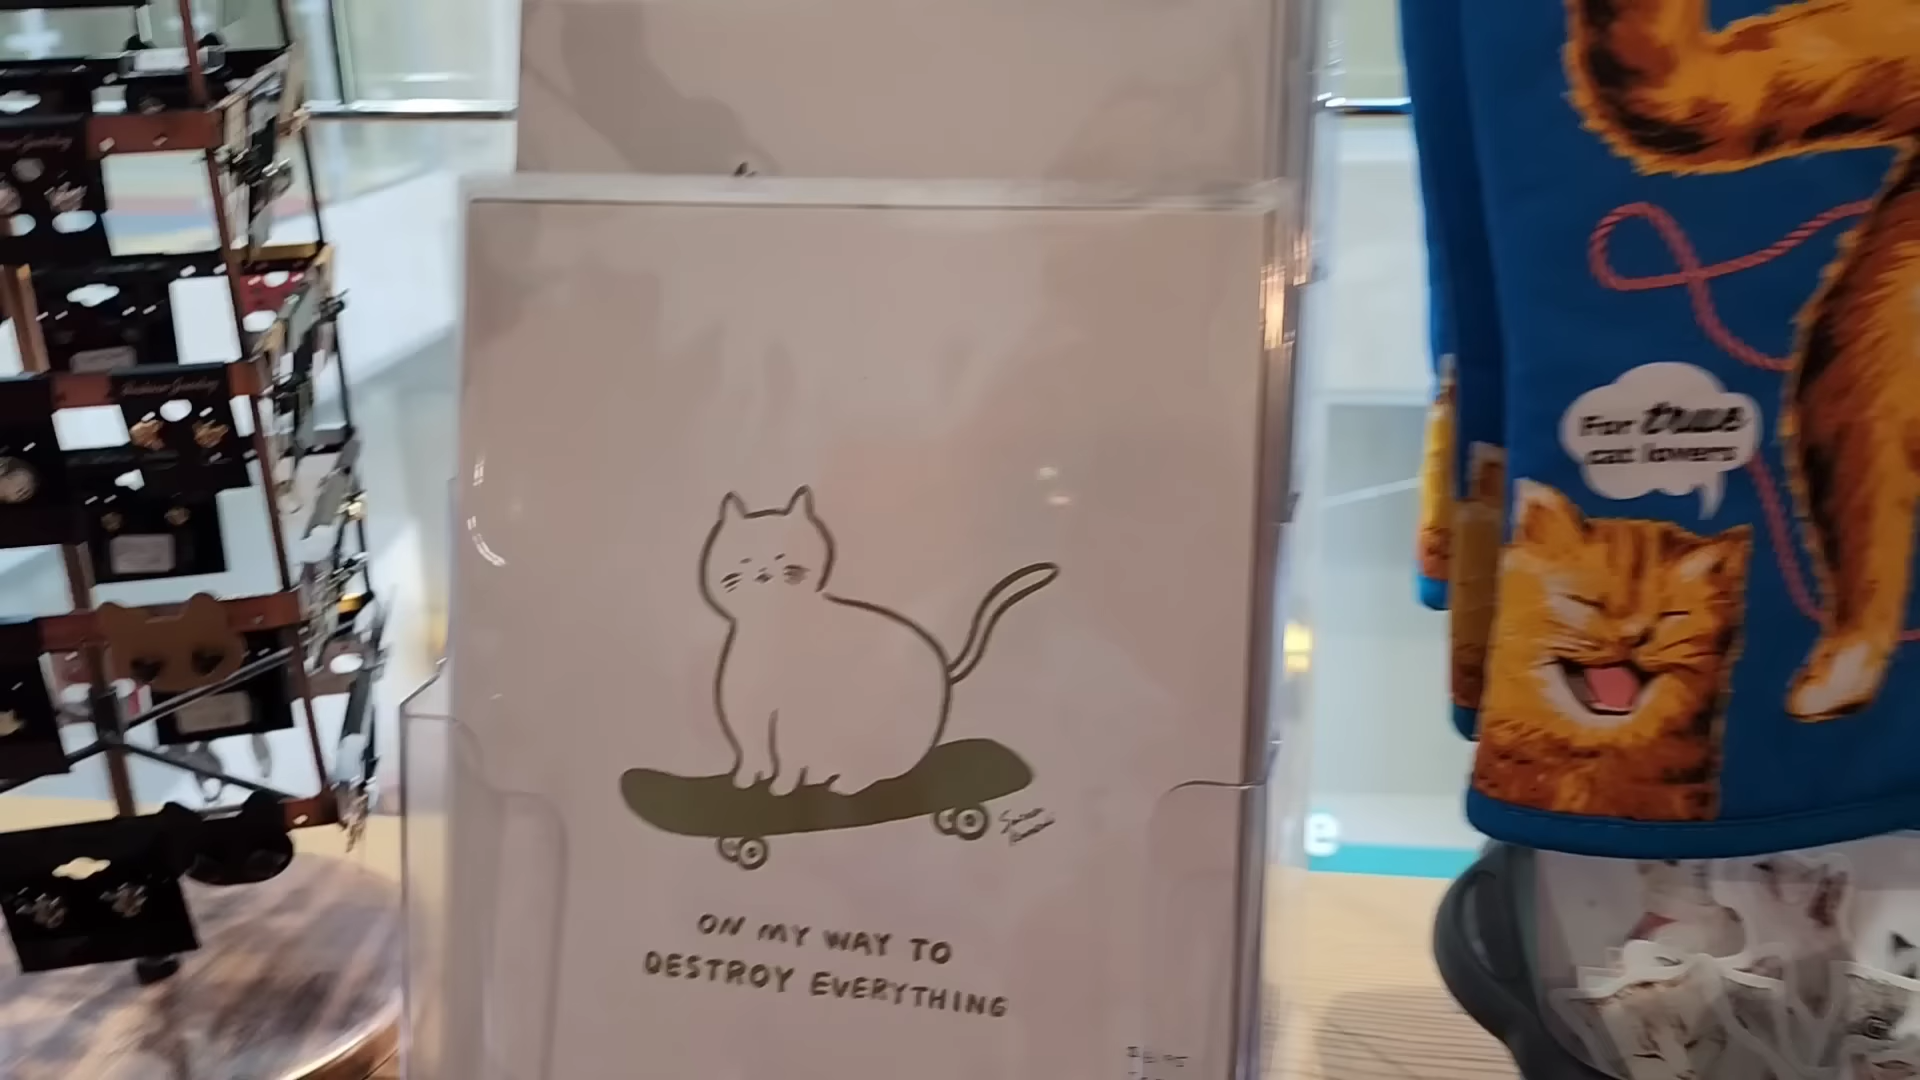 For true
cat lovers
e
ON MY WAY TO
DESTROY EVERYTHING